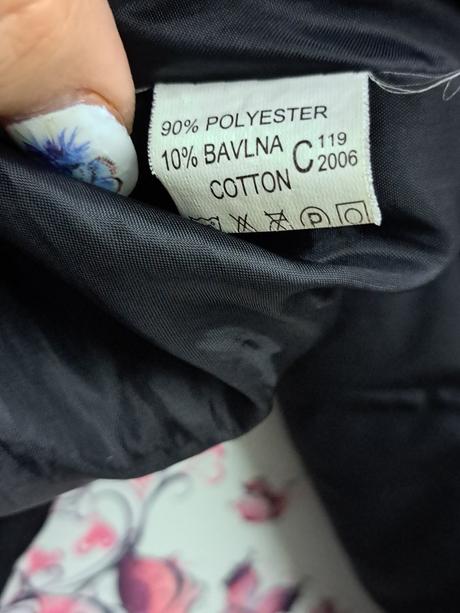 90% POLYESTER
10% BAVLNA C 119
2006
COTTON
P